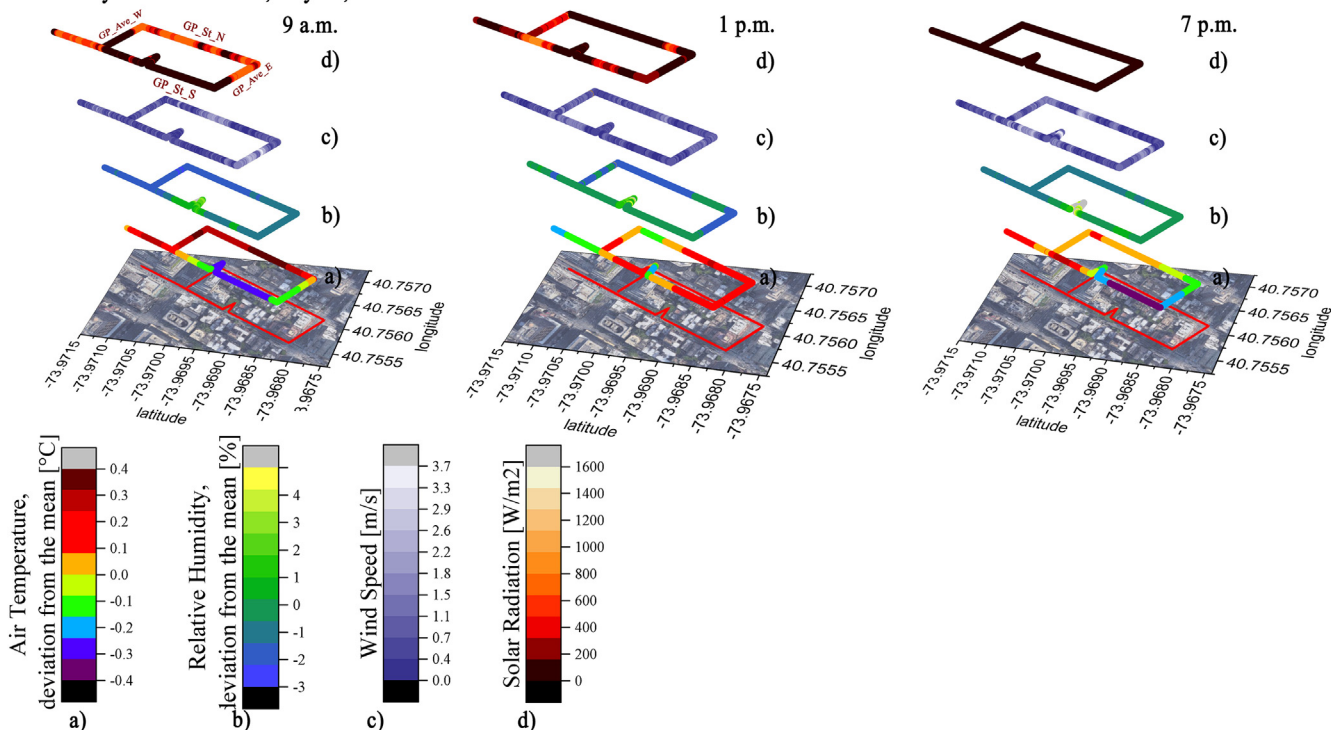 9 a.m.
1 p.m.
7 p.m.
GP_Ave_W
GP_St_N
GP_St_S
GP_Ave_E
d)
c)
b)
a)
40.7570
40.7565
40.7560
40.7555
longitude
-73.9715
-73.9710
-73.9705
-73.9700
-73.9695
-73.9690
-73.9685
-73.9680
3.9675
latitude
d)
c)
b)
a)
40.7570
40.7565
40.7560
40.7555
longitude
-73.9715
-73.9710
-73.9705
-73.9700
-73.9695
-73.9690
-73.9685
-73.9680
-73.9675
latitude
d)
c)
b)
a)
40.7570
40.7565
40.7560
40.7555
longitude
-73.9715
-73.9710
-73.9705
-73.9700
-73.9695
-73.9690
-73.9685
-73.9680
-73.9675
latitude
Air Temperature,
deviation from the mean [°C]
0.4
0.3
0.1
0.0
-0.1
-0.2
-0.3
-0.4
a)
Relative Humidity,
deviation from the mean [%]
4
3
2
1
0
-1
-2
-3
b)
Wind Speed [m/s]
3.7
3.3
2.9
2.6
2.2
1.8
1.5
1.1
0.7
0.4
0.0
c)
Solar Radiation [W/m2]
1600
1400
1200
1000
800
600
400
200
0
d)